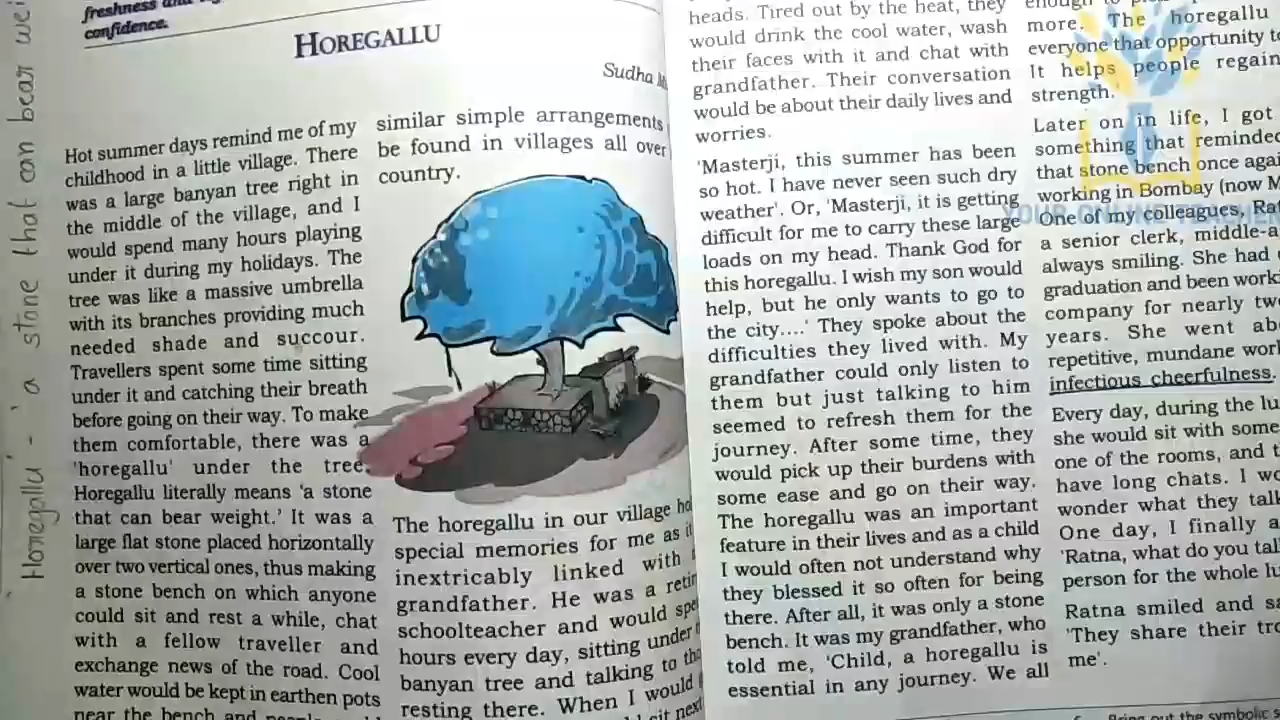 Horegallu' - 'a stone that can bear wei
freshness and
confidence.
HOREGALLU
Sudha
Hot summer days remind me of my
childhood in a little village. There
was a large banyan tree right in
the middle of the village, and I
would spend many hours playing
under it during my holidays. The
tree was like a massive umbrella
with its branches providing much
needed shade and succour.
Travellers spent some time sitting
under it and catching their breath
before going on their way. To make
them comfortable, there was a
'horegallu' under the tree.
Horegallu literally means 'a stone
that can bear weight.' It was a
large flat stone placed horizontally
over two vertical ones, thus making
a stone bench on which anyone
could sit and rest a while, chat
with a fellow traveller and
exchange news of the road. Cool
water would be kept in earthen pots
near the bench and
similar simple arrangements
be found in villages all over
country.
The horegallu in our village
special memories for me as it
inextricably linked with
grandfather. He was a
schoolteacher and would
hours every day, sitting under
banyan tree and talking to
resting there. When I would
sit next
heads. Tired out by the heat, they
would drink the cool water, wash
their faces with it and chat with
grandfather. Their conversation
would be about their daily lives and
worries.
'Masterji, this summer has been
so hot. I have never seen such dry
weather'. Or, 'Masterji, it is getting
difficult for me to carry these large
loads on my head. Thank God for
this horegallu. I wish my son would
help, but he only wants to go to
the city....' They spoke about the
difficulties they lived with. My
grandfather could only listen to
them but just talking to him
seemed to refresh them for the
journey. After some time, they
would pick up their burdens with
some ease and go on their way.
The horegallu was an important
feature in their lives and as a child
I would often not understand why
they blessed it so often for being
there. After all, it was only a stone
bench. It was my grandfather, who
told me, 'Child, a horegallu is
essential in any journey. We all
enough to
more. The horegallu
everyone that opportunity to
It helps people regain
strength.'
Later on in life, I got
something that reminded
that stone bench once
working in Bombay (now
One of my colleagues,
a senior clerk,
always smiling. She had
graduation and been
company for nearly
years. She went
repetitive, mundane
infectious cheerfulness.
Every day, during the
she would sit with some
one of the rooms, and
have long chats. I
wonder what they
One day, I finally
'Ratna, what do you
person for the whole
Ratna smiled and
'They share their
me'.
Bring out the symbolic
YOUR ONLINE TEACHER